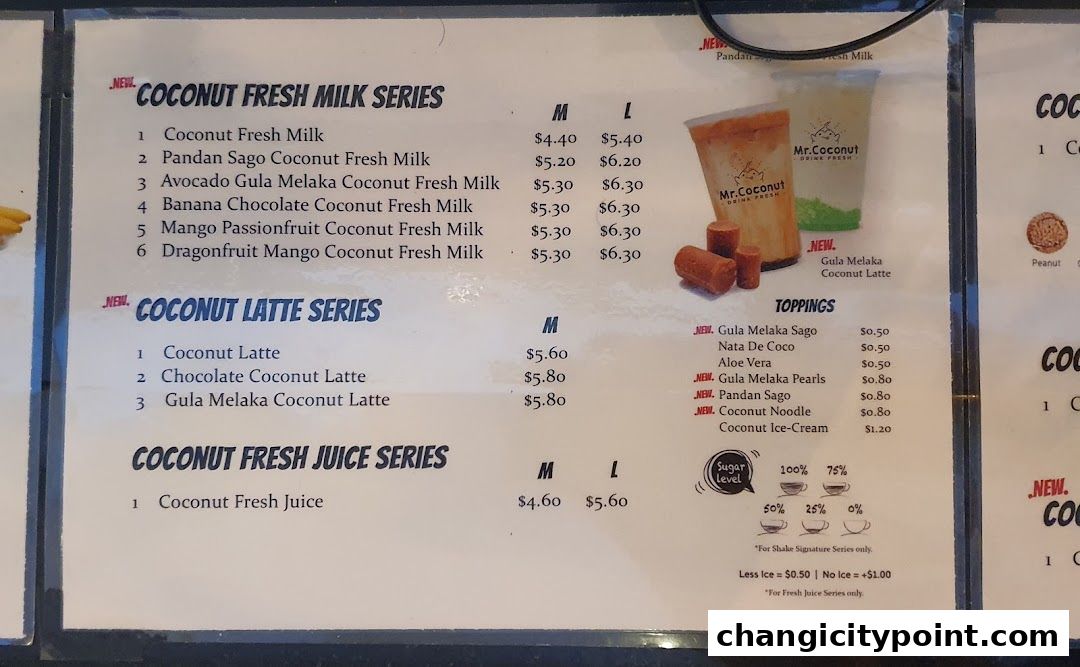 .NEW.
COCONUT FRESH MILK SERIES
M L
1 Coconut Fresh Milk $4.40 $5.40
2 Pandan Sago Coconut Fresh Milk $5.20 $6.20
3 Avocado Gula Melaka Coconut Fresh Milk $5.30 $6.30
4 Banana Chocolate Coconut Fresh Milk $5.30 $6.30
5 Mango Passionfruit Coconut Fresh Milk $5.30 $6.30
6 Dragonfruit Mango Coconut Fresh Milk $5.30 $6.30
.NEW.
COCONUT LATTE SERIES
M
1 Coconut Latte $5.60
2 Chocolate Coconut Latte $5.80
3 Gula Melaka Coconut Latte $5.80
COCONUT FRESH JUICE SERIES
M L
1 Coconut Fresh Juice $4.60 $5.60
.NEW.
Pandan Fresh Milk
Mr.Coconut
- DRINK FRESH -
Mr.Coconut
- DRINK FRESH -
.NEW.
Gula Melaka
Coconut Latte
TOPPINGS
.NEW. Gula Melaka Sago $0.50
Nata De Coco $0.50
Aloe Vera $0.50
.NEW. Gula Melaka Pearls $0.80
.NEW. Pandan Sago $0.80
.NEW. Coconut Noodle $0.80
Coconut Ice-Cream $1.20
Sugar
Level
100% 75%
50% 25% 0%
*For Shake Signature Series only.
Less Ice = $0.50 | No Ice = +$1.00
*For Fresh Juice Series only.
1
Peanut
1
.NEW.
1
changicitypoint.com